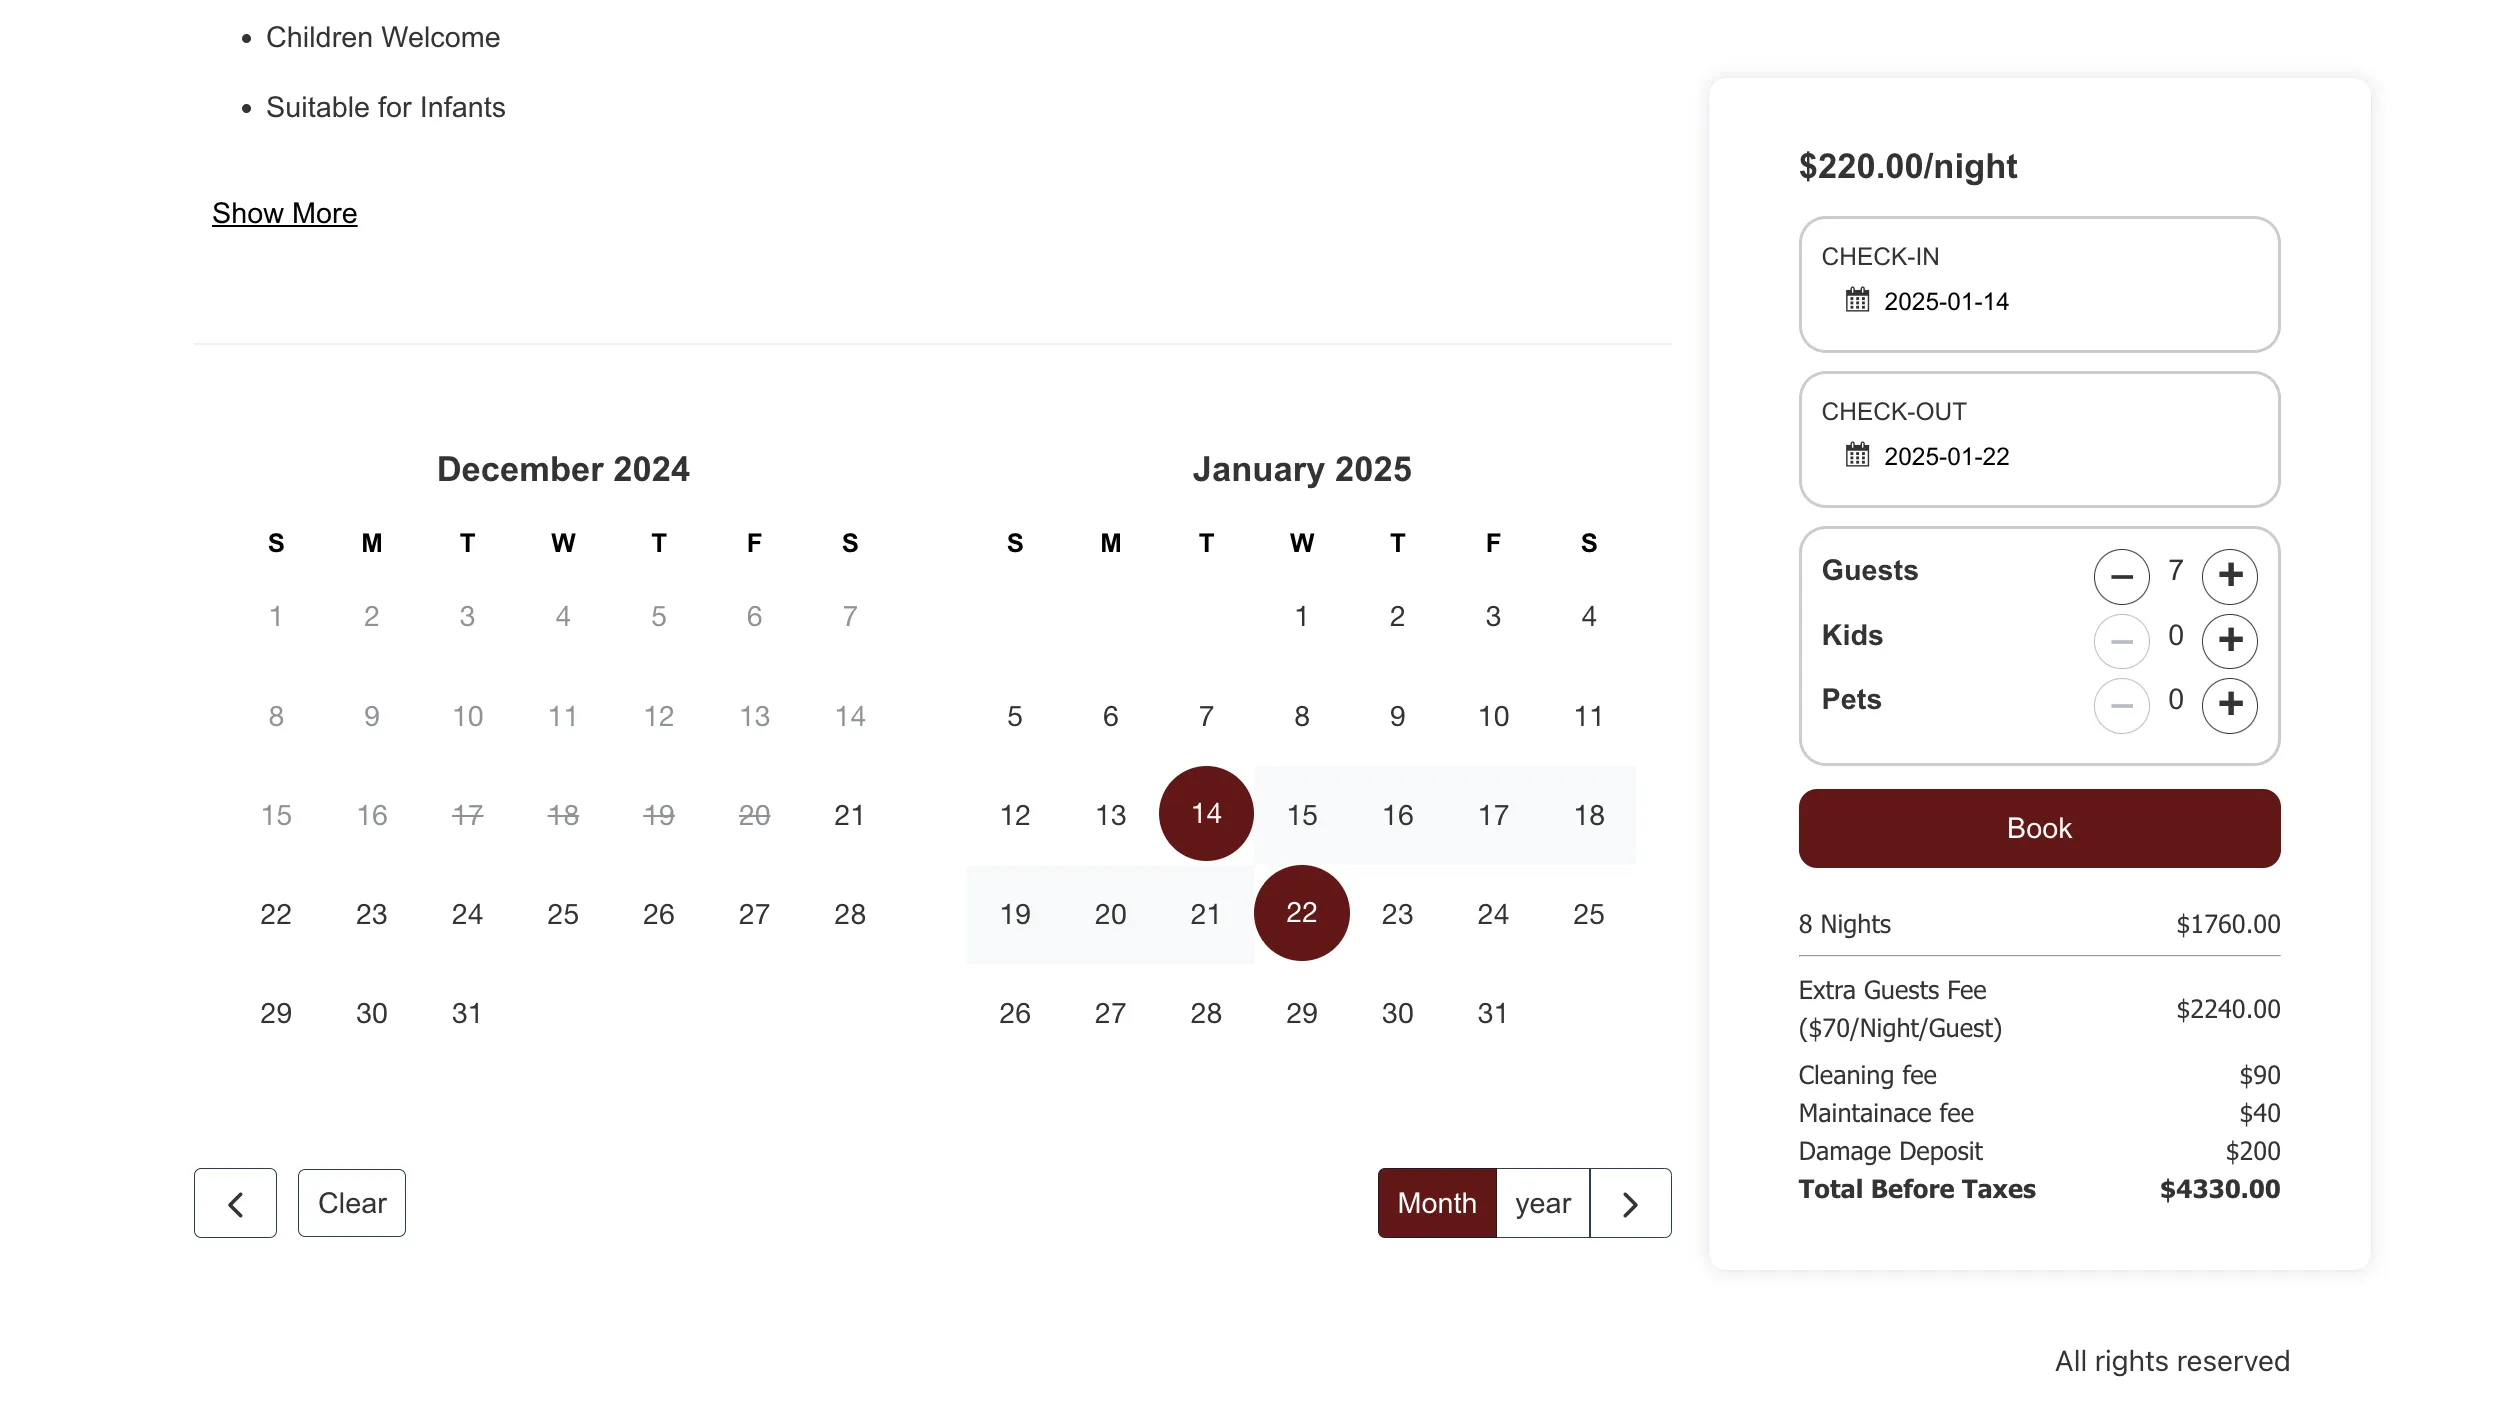 Children Welcome
Suitable for Infants
Show More
December 2024
S M T W T F S
1 2 3 4 5 6 7
8 9 10 11 12 13 14
15 16 17 18 19 20 21
22 23 24 25 26 27 28
29 30 31
January 2025
S M T W T F S
1 2 3 4
5 6 7 8 9 10 11
12 13 14 15 16 17 18
19 20 21 22 23 24 25
26 27 28 29 30 31
Clear
Month year
$220.00/night
CHECK-IN
2025-01-14
CHECK-OUT
2025-01-22
Guests 7
Kids 0
Pets 0
Book
8 Nights $1760.00
Extra Guests Fee
($70/Night/Guest) $2240.00
Cleaning fee $90
Maintainace fee $40
Damage Deposit $200
Total Before Taxes $4330.00
All rights reserved